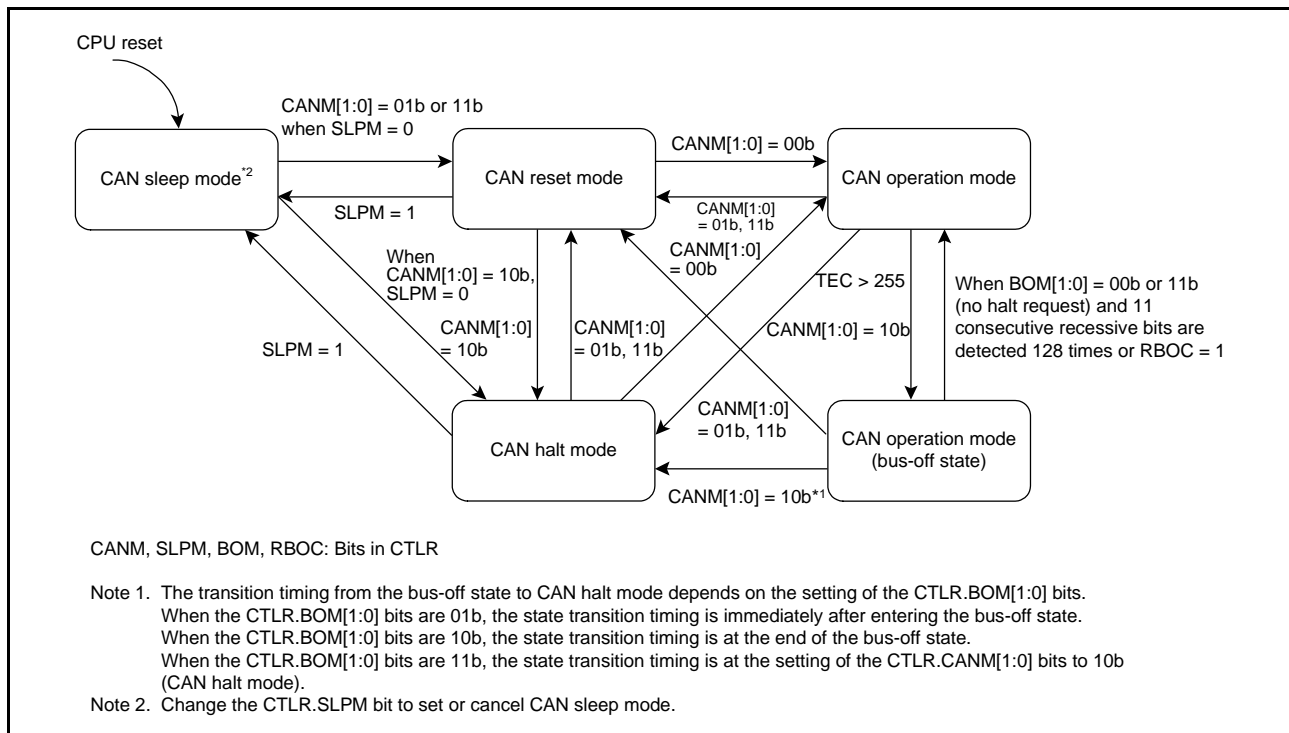 CPU reset
CANM[1:0] = 01b or 11b
when SLPM = 0
CAN sleep mode*2
CAN reset mode
CANM[1:0] = 00b
CAN operation mode
SLPM = 1
CANM[1:0]
= 01b, 11b
CANM[1:0]
= 00b
When
CANM[1:0] = 10b,
SLPM = 0
TEC > 255
When BOM[1:0] = 00b or 11b
(no halt request) and 11
consecutive recessive bits are
detected 128 times or RBOC = 1
CANM[1:0]
= 10b
CANM[1:0]
= 01b, 11b
CANM[1:0] = 10b
SLPM = 1
CANM[1:0]
= 01b, 11b
CAN halt mode
CAN operation mode
(bus-off state)
CANM[1:0] = 10b*1
CANM, SLPM, BOM, RBOC: Bits in CTLR
Note 1. The transition timing from the bus-off state to CAN halt mode depends on the setting of the CTLR.BOM[1:0] bits.
When the CTLR.BOM[1:0] bits are 01b, the state transition timing is immediately after entering the bus-off state.
When the CTLR.BOM[1:0] bits are 10b, the state transition timing is at the end of the bus-off state.
When the CTLR.BOM[1:0] bits are 11b, the state transition timing is at the setting of the CTLR.CANM[1:0] bits to 10b
(CAN halt mode).
Note 2. Change the CTLR.SLPM bit to set or cancel CAN sleep mode.